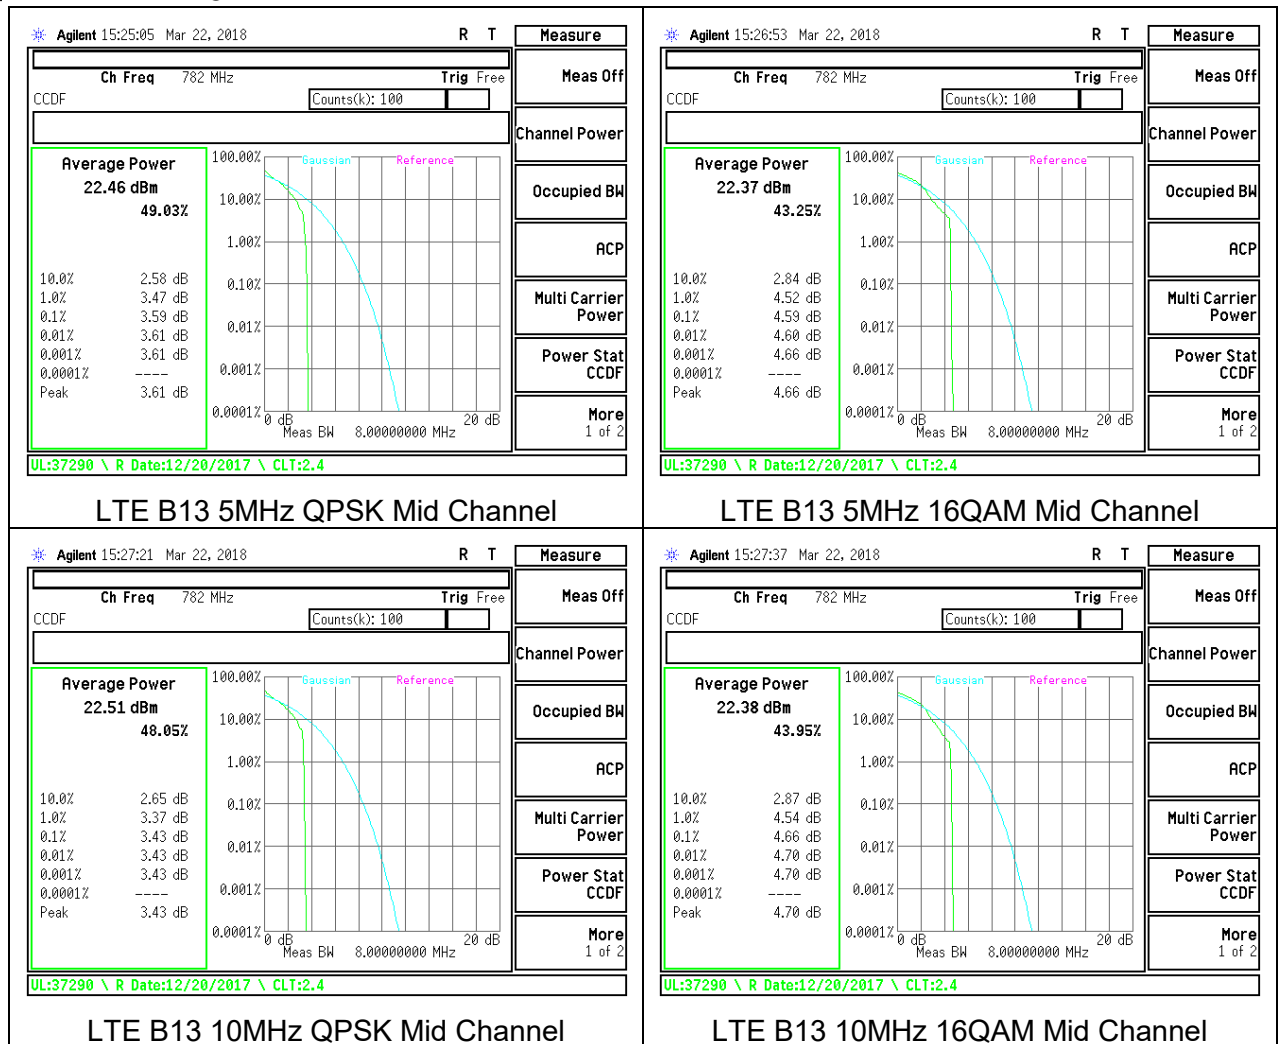 Agilent 15:25:05 Mar 22, 2018 R T
Measure
Ch Freq 782 MHz Trig Free
CCDF Counts(k): 100
Meas Off
Channel Power
Occupied BW
ACP
Multi Carrier
Power
Power Stat
CCDF
More
1 of 2
Average Power
22.46 dBm
49.03%
10.0% 2.58 dB
1.0% 3.47 dB
0.1% 3.59 dB
0.01% 3.61 dB
0.001% 3.61 dB
0.0001% ----
Peak 3.61 dB
Gaussian Reference
100.00%
10.00%
1.00%
0.10%
0.01%
0.001%
0.0001%
0 dB 20 dB
Meas BW 8.00000000 MHz
UL:37290 \ R Date:12/20/2017 \ CLT:2.4
LTE B13 5MHz QPSK Mid Channel
Agilent 15:26:53 Mar 22, 2018 R T
Measure
Ch Freq 782 MHz Trig Free
CCDF Counts(k): 100
Meas Off
Channel Power
Occupied BW
ACP
Multi Carrier
Power
Power Stat
CCDF
More
1 of 2
Average Power
22.37 dBm
43.25%
10.0% 2.84 dB
1.0% 4.52 dB
0.1% 4.59 dB
0.01% 4.60 dB
0.001% 4.66 dB
0.0001% ----
Peak 4.66 dB
Gaussian Reference
100.00%
10.00%
1.00%
0.10%
0.01%
0.001%
0.0001%
0 dB 20 dB
Meas BW 8.00000000 MHz
UL:37290 \ R Date:12/20/2017 \ CLT:2.4
LTE B13 5MHz 16QAM Mid Channel
Agilent 15:27:21 Mar 22, 2018 R T
Measure
Ch Freq 782 MHz Trig Free
CCDF Counts(k): 100
Meas Off
Channel Power
Occupied BW
ACP
Multi Carrier
Power
Power Stat
CCDF
More
1 of 2
Average Power
22.51 dBm
48.05%
10.0% 2.65 dB
1.0% 3.37 dB
0.1% 3.43 dB
0.01% 3.43 dB
0.001% 3.43 dB
0.0001% ----
Peak 3.43 dB
Gaussian Reference
100.00%
10.00%
1.00%
0.10%
0.01%
0.001%
0.0001%
0 dB 20 dB
Meas BW 8.00000000 MHz
UL:37290 \ R Date:12/20/2017 \ CLT:2.4
LTE B13 10MHz QPSK Mid Channel
Agilent 15:27:37 Mar 22, 2018 R T
Measure
Ch Freq 782 MHz Trig Free
CCDF Counts(k): 100
Meas Off
Channel Power
Occupied BW
ACP
Multi Carrier
Power
Power Stat
CCDF
More
1 of 2
Average Power
22.38 dBm
43.95%
10.0% 2.87 dB
1.0% 4.54 dB
0.1% 4.66 dB
0.01% 4.70 dB
0.001% 4.70 dB
0.0001% ----
Peak 4.70 dB
Gaussian Reference
100.00%
10.00%
1.00%
0.10%
0.01%
0.001%
0.0001%
0 dB 20 dB
Meas BW 8.00000000 MHz
UL:37290 \ R Date:12/20/2017 \ CLT:2.4
LTE B13 10MHz 16QAM Mid Channel